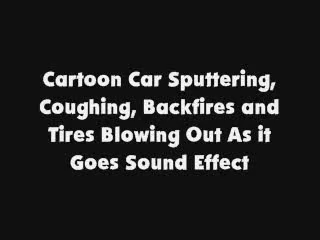 Cartoon Car Sputtering,
Coughing, Backfires and
Tires Blowing Out As it
Goes Sound Effect